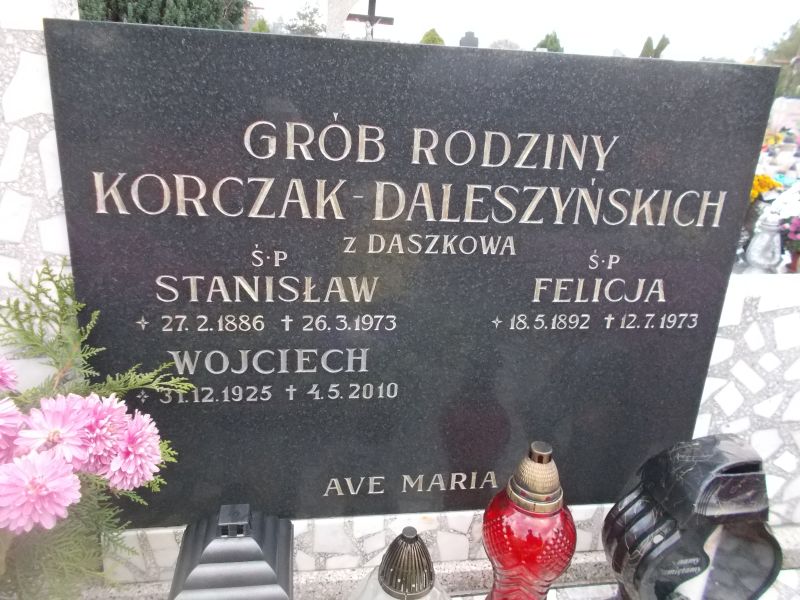 GRÓB RODZINY
KORCZAK-DALESZYŃSKICH
Z DASZKOWA
Ś.P
STANISŁAW
✧ 27.2.1886 † 26.3.1973
Ś.P
FELICJA
✧ 18.5.1892 † 12.7.1973
WOJCIECH
✧ 31.12.1925 † 4.5.2010
AVE MARIA